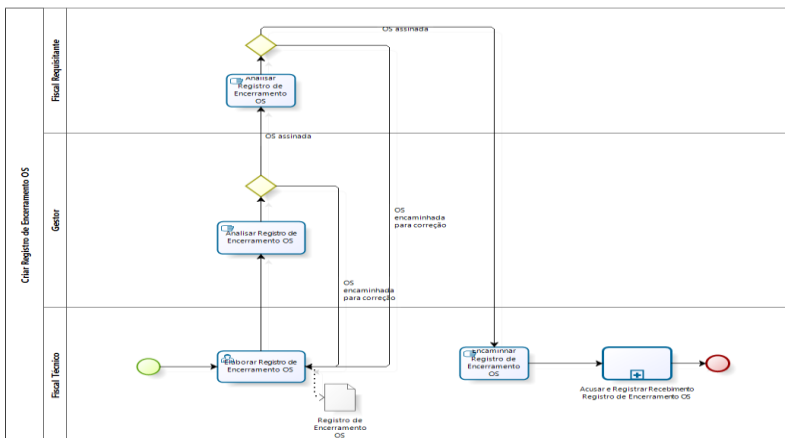 Criar Registro de Encerramento OS
Fiscal Requisitante
OS assinada
Analisar
Registro de
Encerramento
OS
OS assinada
Gestor
OS
encaminhada
para correção
Analisar Registro de
Encerramento OS
OS
encaminhada
para correção
Fiscal Técnico
Elaborar Registro de
Encerramento OS
Registro de
Encerramento
OS
Encaminhar
Registro de
Encerramento
OS
Acusar e Registrar Recebimento
Registro de Encerramento OS